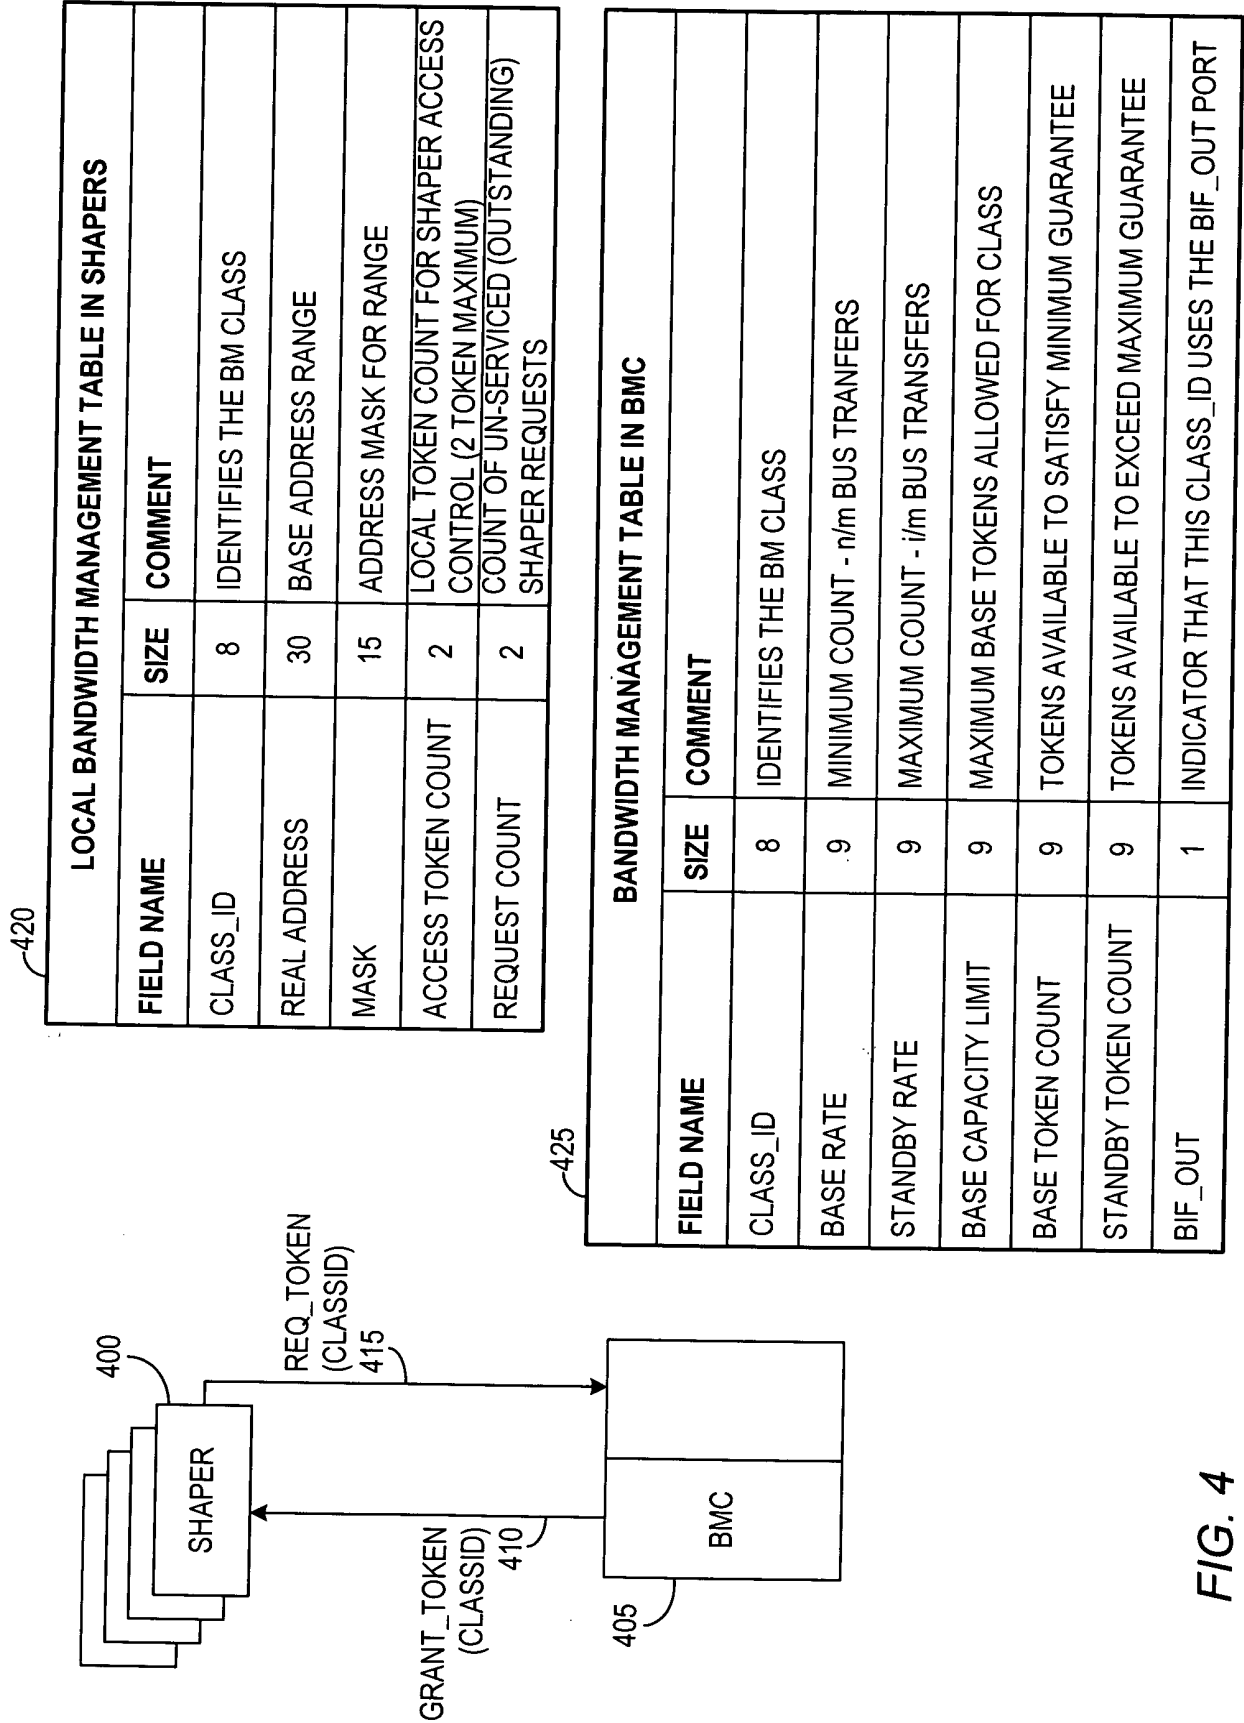 420
LOCAL BANDWIDTH MANAGEMENT TABLE IN SHAPERS
FIELD NAME SIZE COMMENT
CLASS_ID 8 IDENTIFIES THE BM CLASS
REAL ADDRESS 30 BASE ADDRESS RANGE
MASK 15 ADDRESS MASK FOR RANGE
ACCESS TOKEN COUNT 2 LOCAL TOKEN COUNT FOR SHAPER ACCESS
CONTROL (2 TOKEN MAXIMUM)
REQUEST COUNT 2 COUNT OF UN-SERVICED (OUTSTANDING)
SHAPER REQUESTS
400
SHAPER
REQ_TOKEN
(CLASSID)
415
GRANT_TOKEN
(CLASSID)
410
405
BMC
425
BANDWIDTH MANAGEMENT TABLE IN BMC
FIELD NAME SIZE COMMENT
CLASS_ID 8 IDENTIFIES THE BM CLASS
BASE RATE 9 MINIMUM COUNT - n/m BUS TRANFERS
STANDBY RATE 9 MAXIMUM COUNT - i/m BUS TRANSFERS
BASE CAPACITY LIMIT 9 MAXIMUM BASE TOKENS ALLOWED FOR CLASS
BASE TOKEN COUNT 9 TOKENS AVAILABLE TO SATISFY MINIMUM GUARANTEE
STANDBY TOKEN COUNT 9 TOKENS AVAILABLE TO EXCEED MAXIMUM GUARANTEE
BIF_OUT 1 INDICATOR THAT THIS CLASS_ID USES THE BIF_OUT PORT
FIG. 4